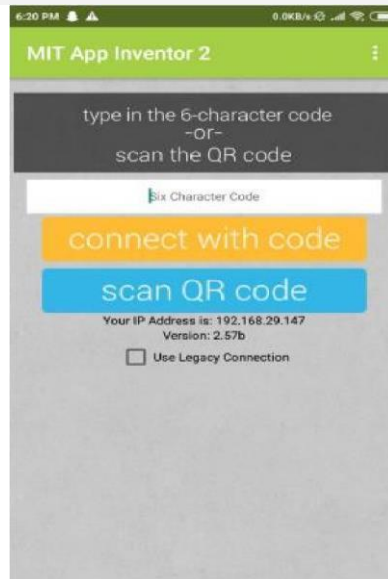 6:20 PM 0.0KB/s
MIT App Inventor 2
type in the 6-character code
-or-
scan the QR code
Six Character Code
connect with code
scan QR code
Your IP Address is: 192.168.29.147
Version: 2.57b
Use Legacy Connection